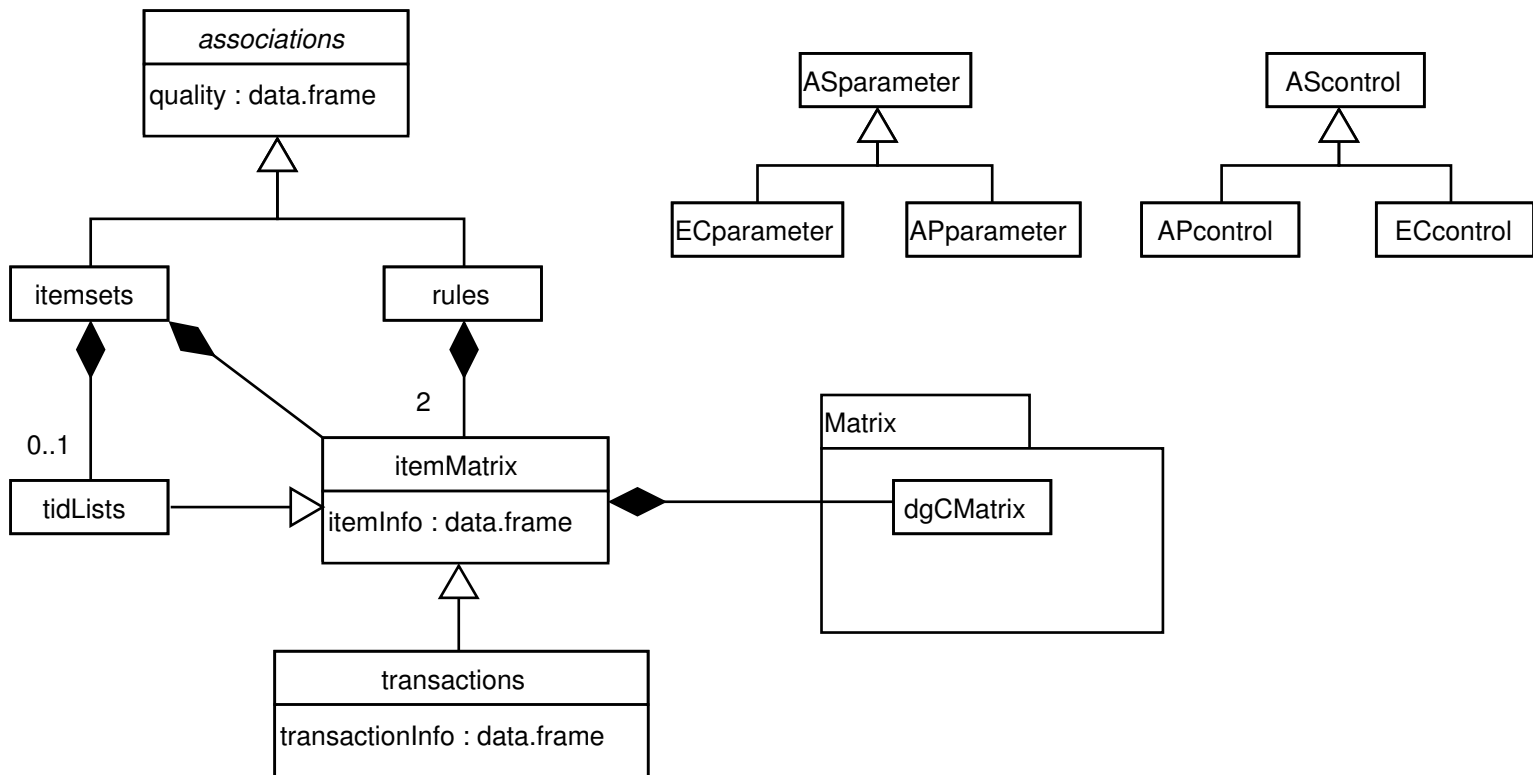 associations
quality : data.frame
ASparameter
AScontrol
ECparameter
APparameter
APcontrol
ECcontrol
itemsets
rules
2
0..1
Matrix
itemMatrix
itemInfo : data.frame
tidLists
dgCMatrix
transactions
transactionInfo : data.frame